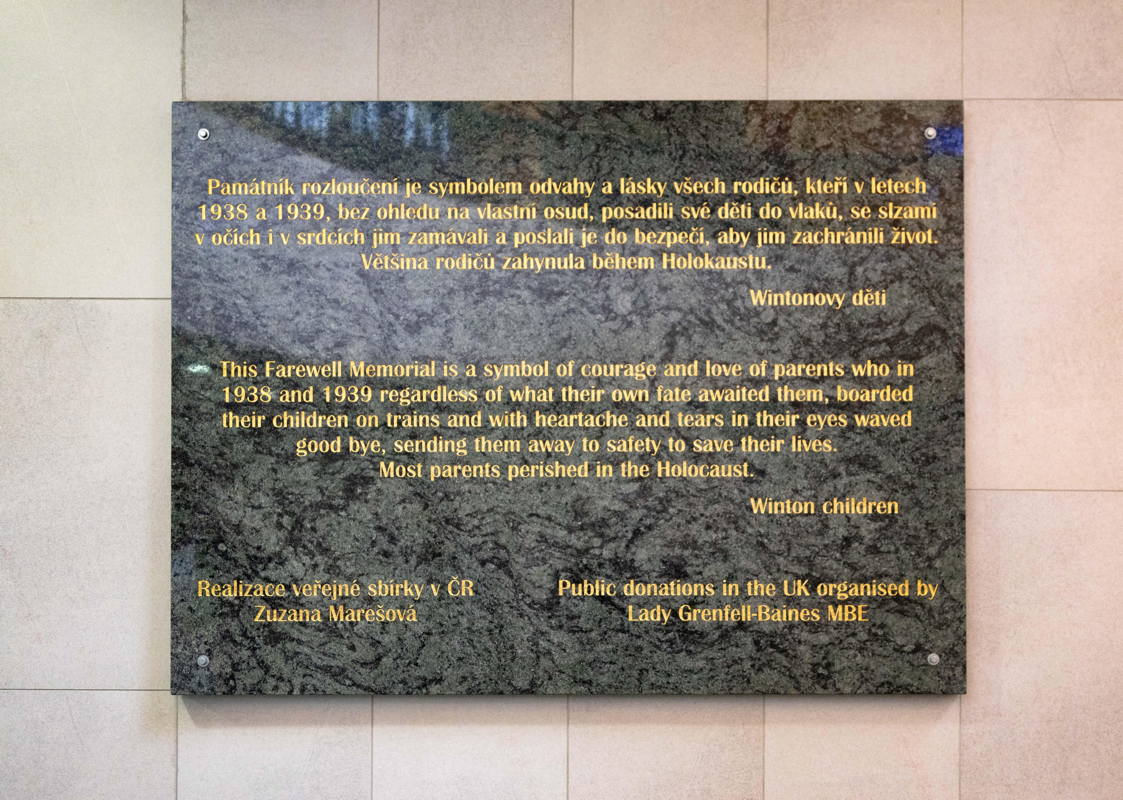 Památník rozloučení je symbolem odvahy a lásky všech rodičů, kteří v letech
1938 a 1939, bez ohledu na vlastní osud, posadili své děti do vlaků, se slzami
v očích i v srdcích jim zamávali a poslali je do bezpečí, aby jim zachránili život.
Většina rodičů zahynula během Holokaustu.
Wintonovy děti
This Farewell Memorial is a symbol of courage and love of parents who in
1938 and 1939 regardless of what their own fate awaited them, boarded
their children on trains and with heartache and tears in their eyes waved
good bye, sending them away to safety to save their lives.
Most parents perished in the Holocaust.
Winton children
Realizace veřejné sbírky v ČR
Zuzana Marešová
Public donations in the UK organised by
Lady Grenfell-Baines MBE